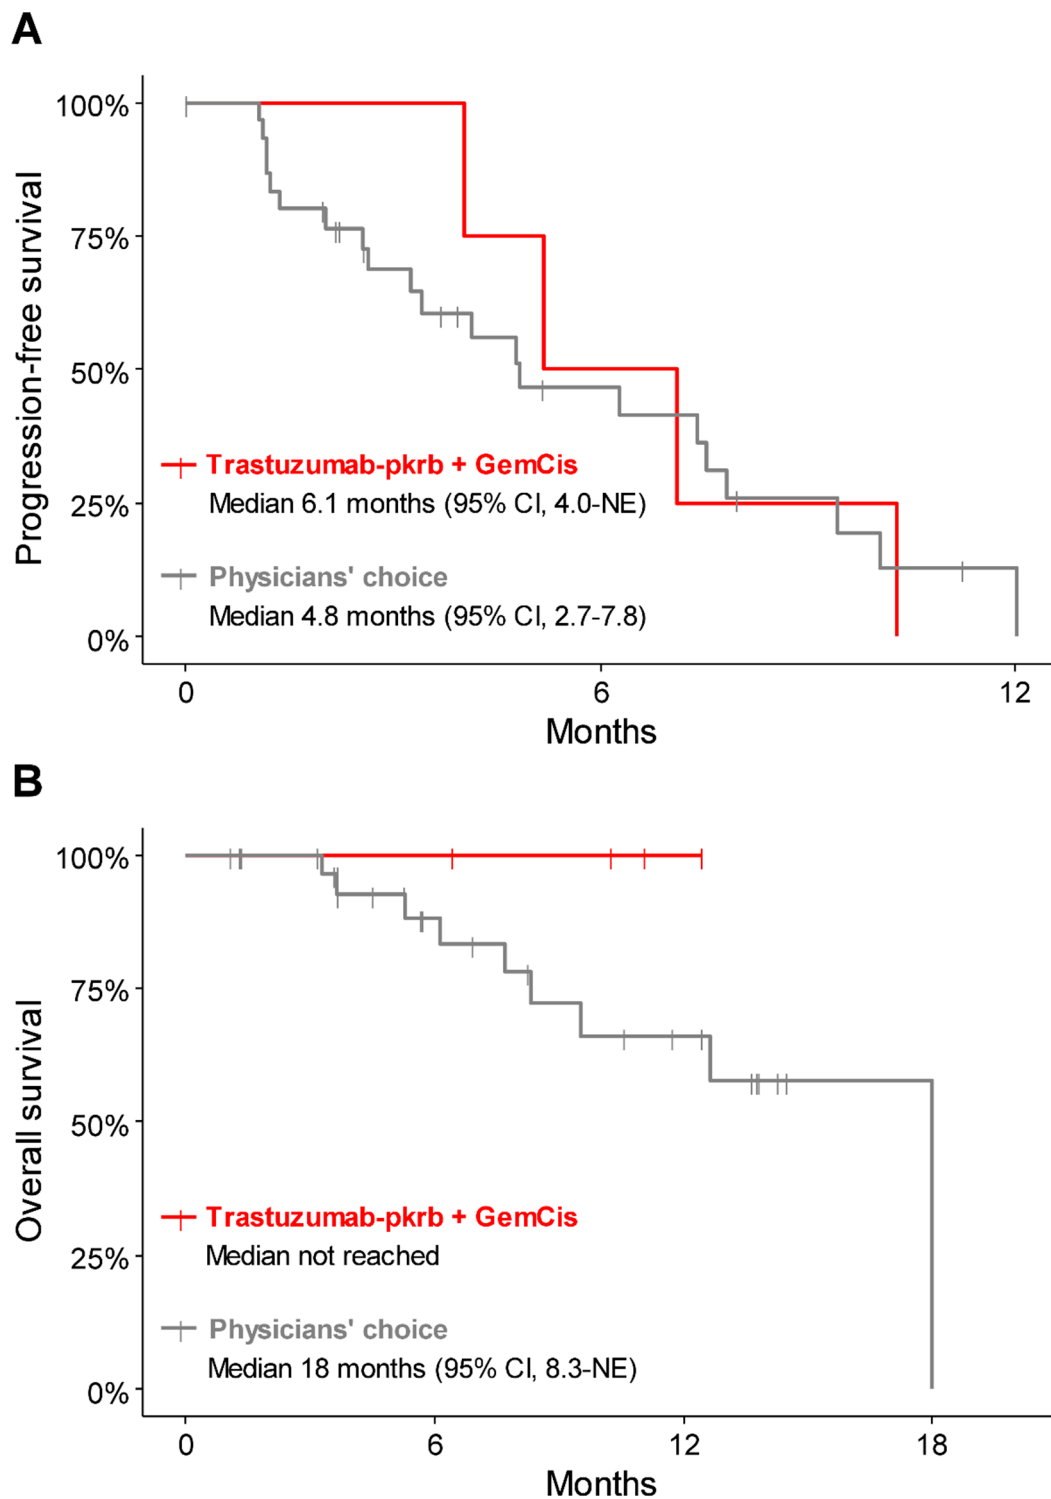 A
Progression-free survival
100%
75%
50%
25%
0%
Trastuzumab-pkrb + GemCis
Median 6.1 months (95% CI, 4.0-NE)
Physicians' choice
Median 4.8 months (95% CI, 2.7-7.8)
0 6 12
Months
B
Overall survival
100%
75%
50%
25%
0%
Trastuzumab-pkrb + GemCis
Median not reached
Physicians' choice
Median 18 months (95% CI, 8.3-NE)
0 6 12 18
Months